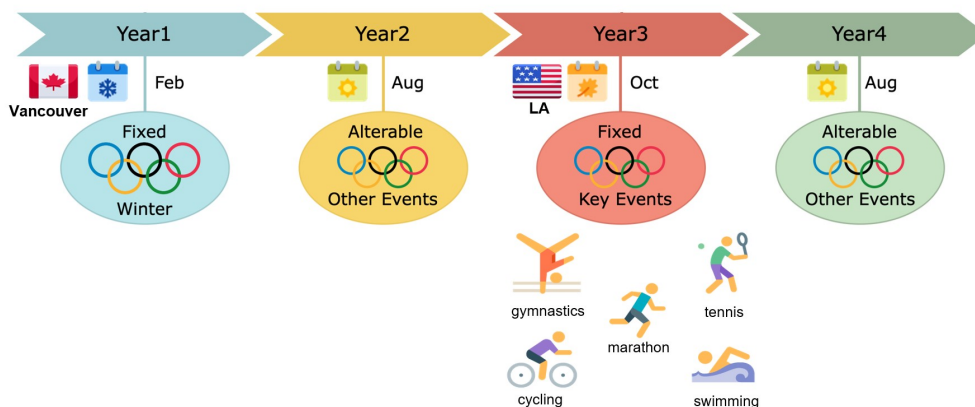 Year1
Year2
Year3
Year4
Feb
Aug
Oct
Aug
Vancouver
LA
Fixed
Winter
Alterable
Other Events
Fixed
Key Events
Alterable
Other Events
gymnastics
tennis
marathon
cycling
swimming